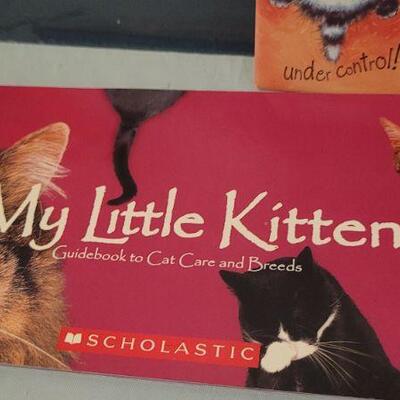 under control!
My Little Kitten
Guidebook to Cat Care and Breeds
SCHOLASTIC